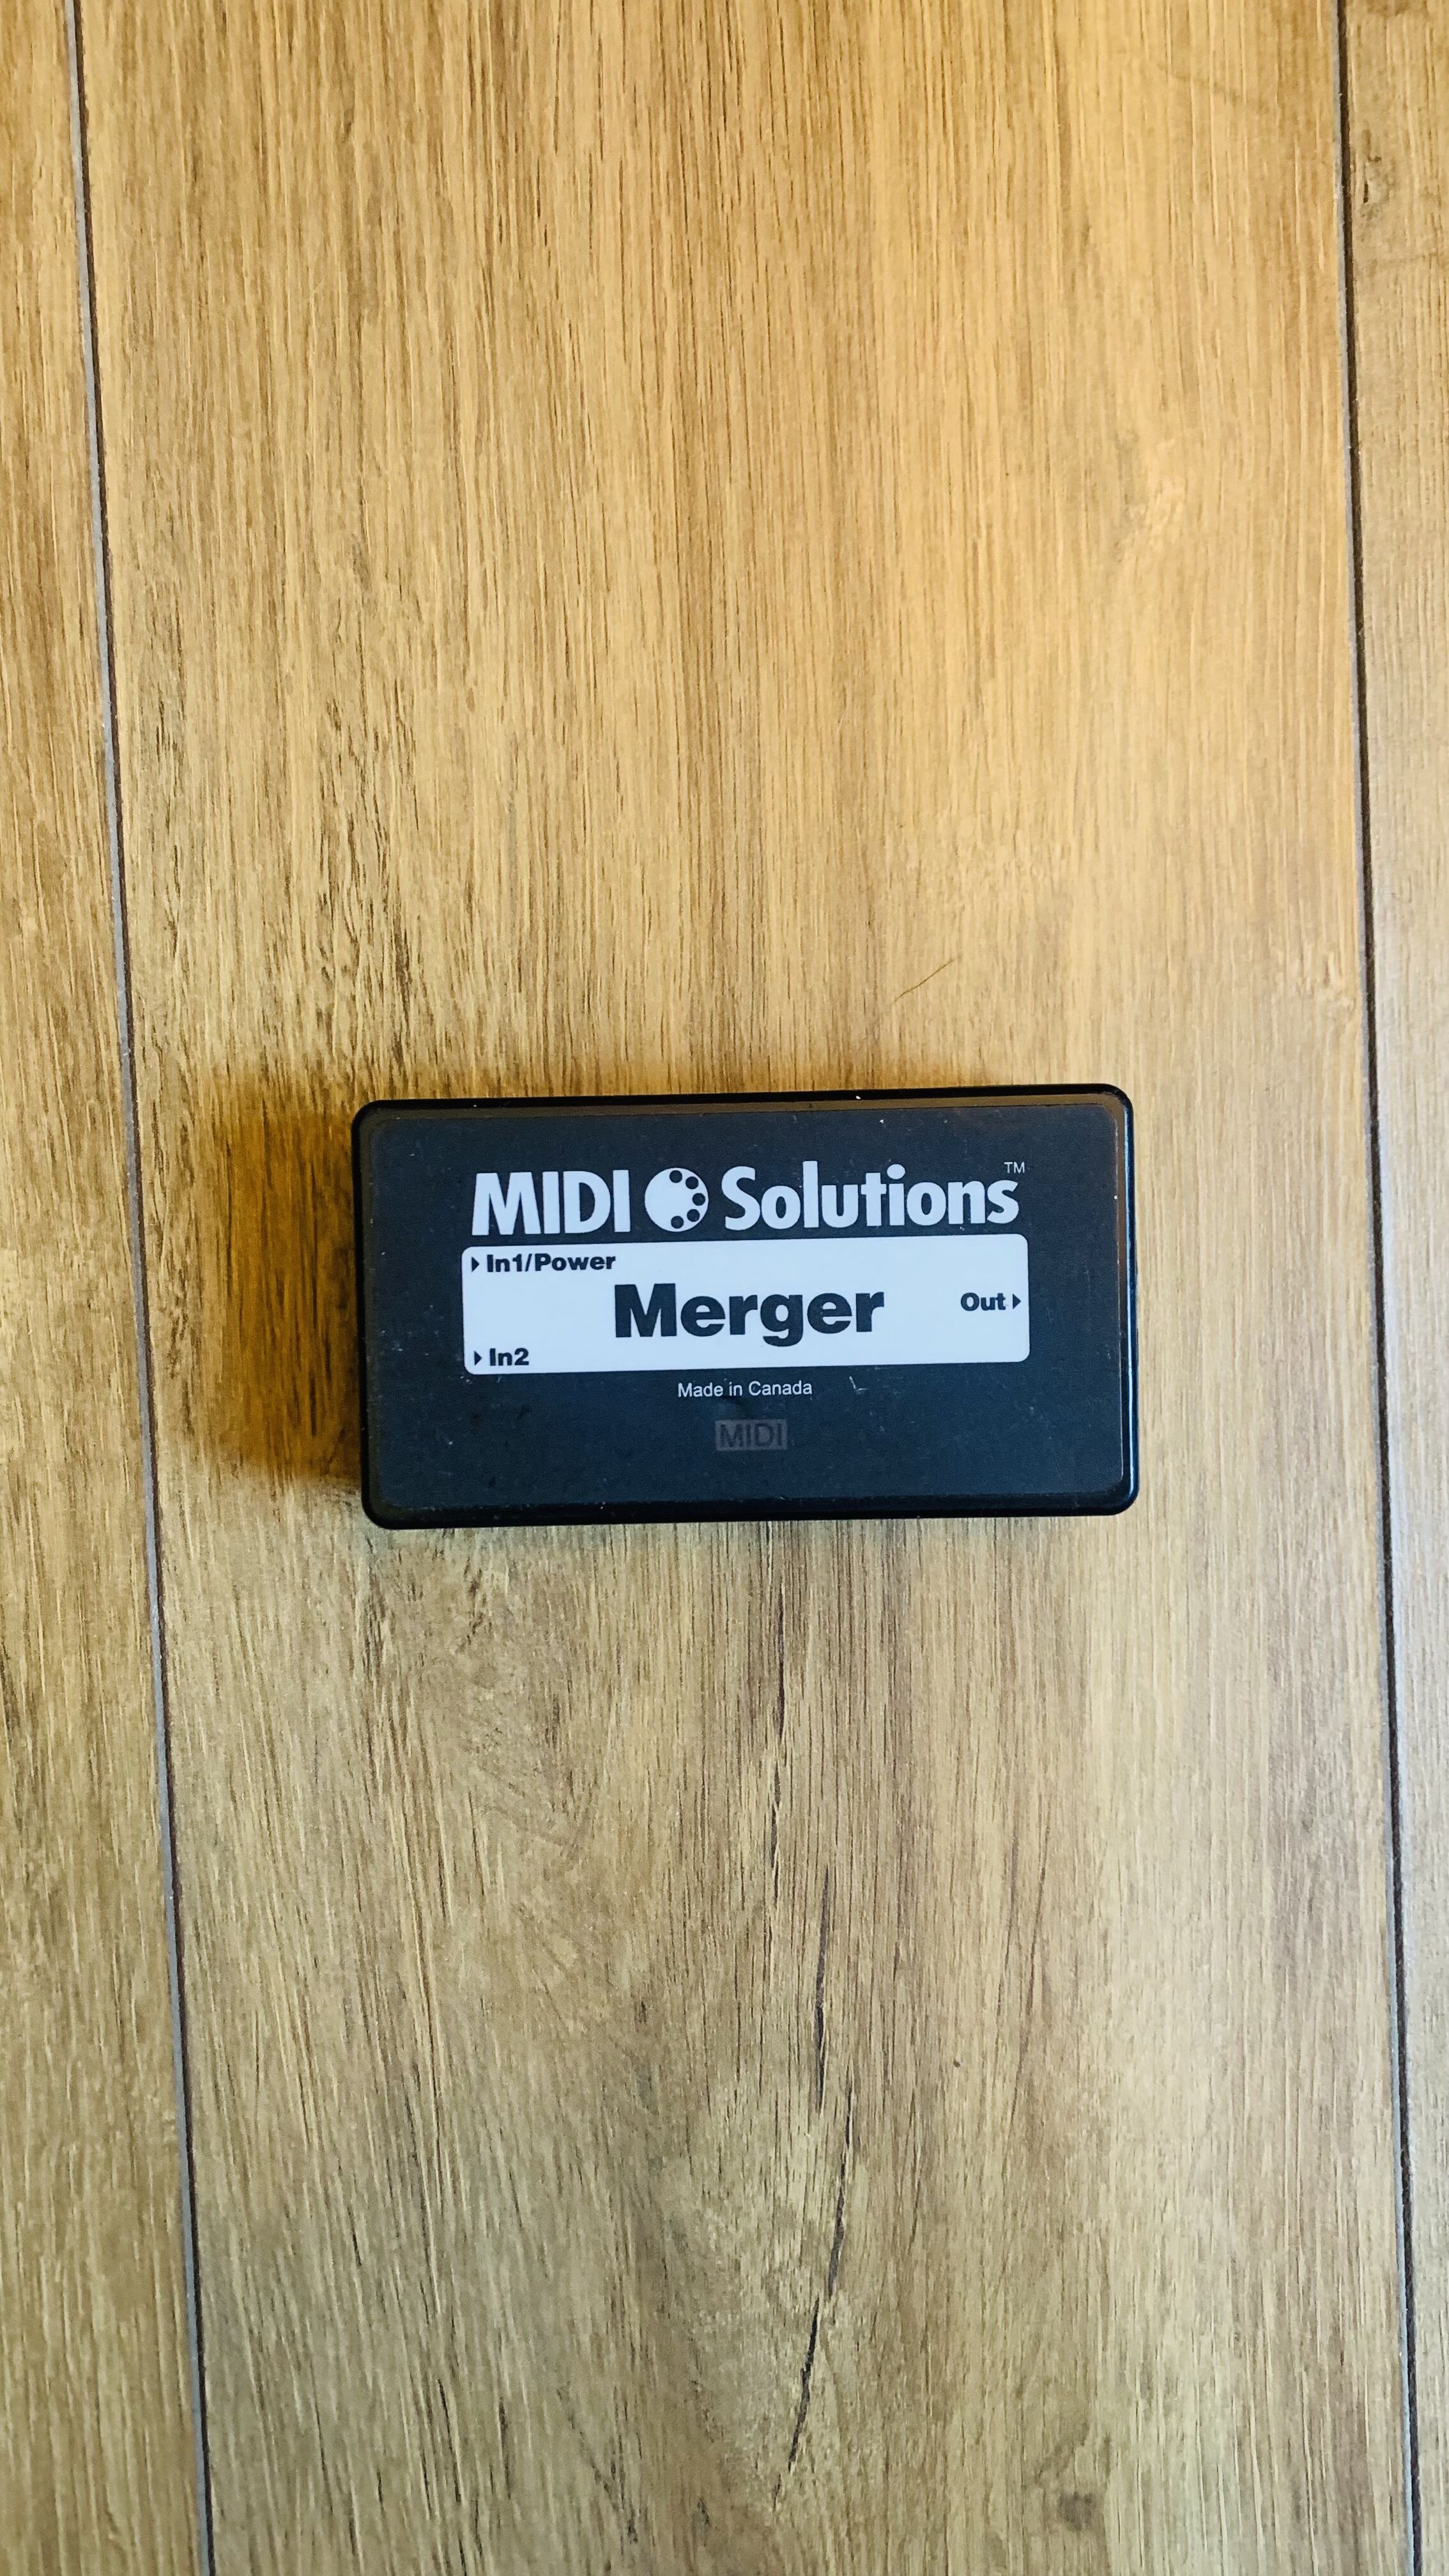 MIDI Solutions™
In1/Power
Merger
Out
In2
Made in Canada
MIDI